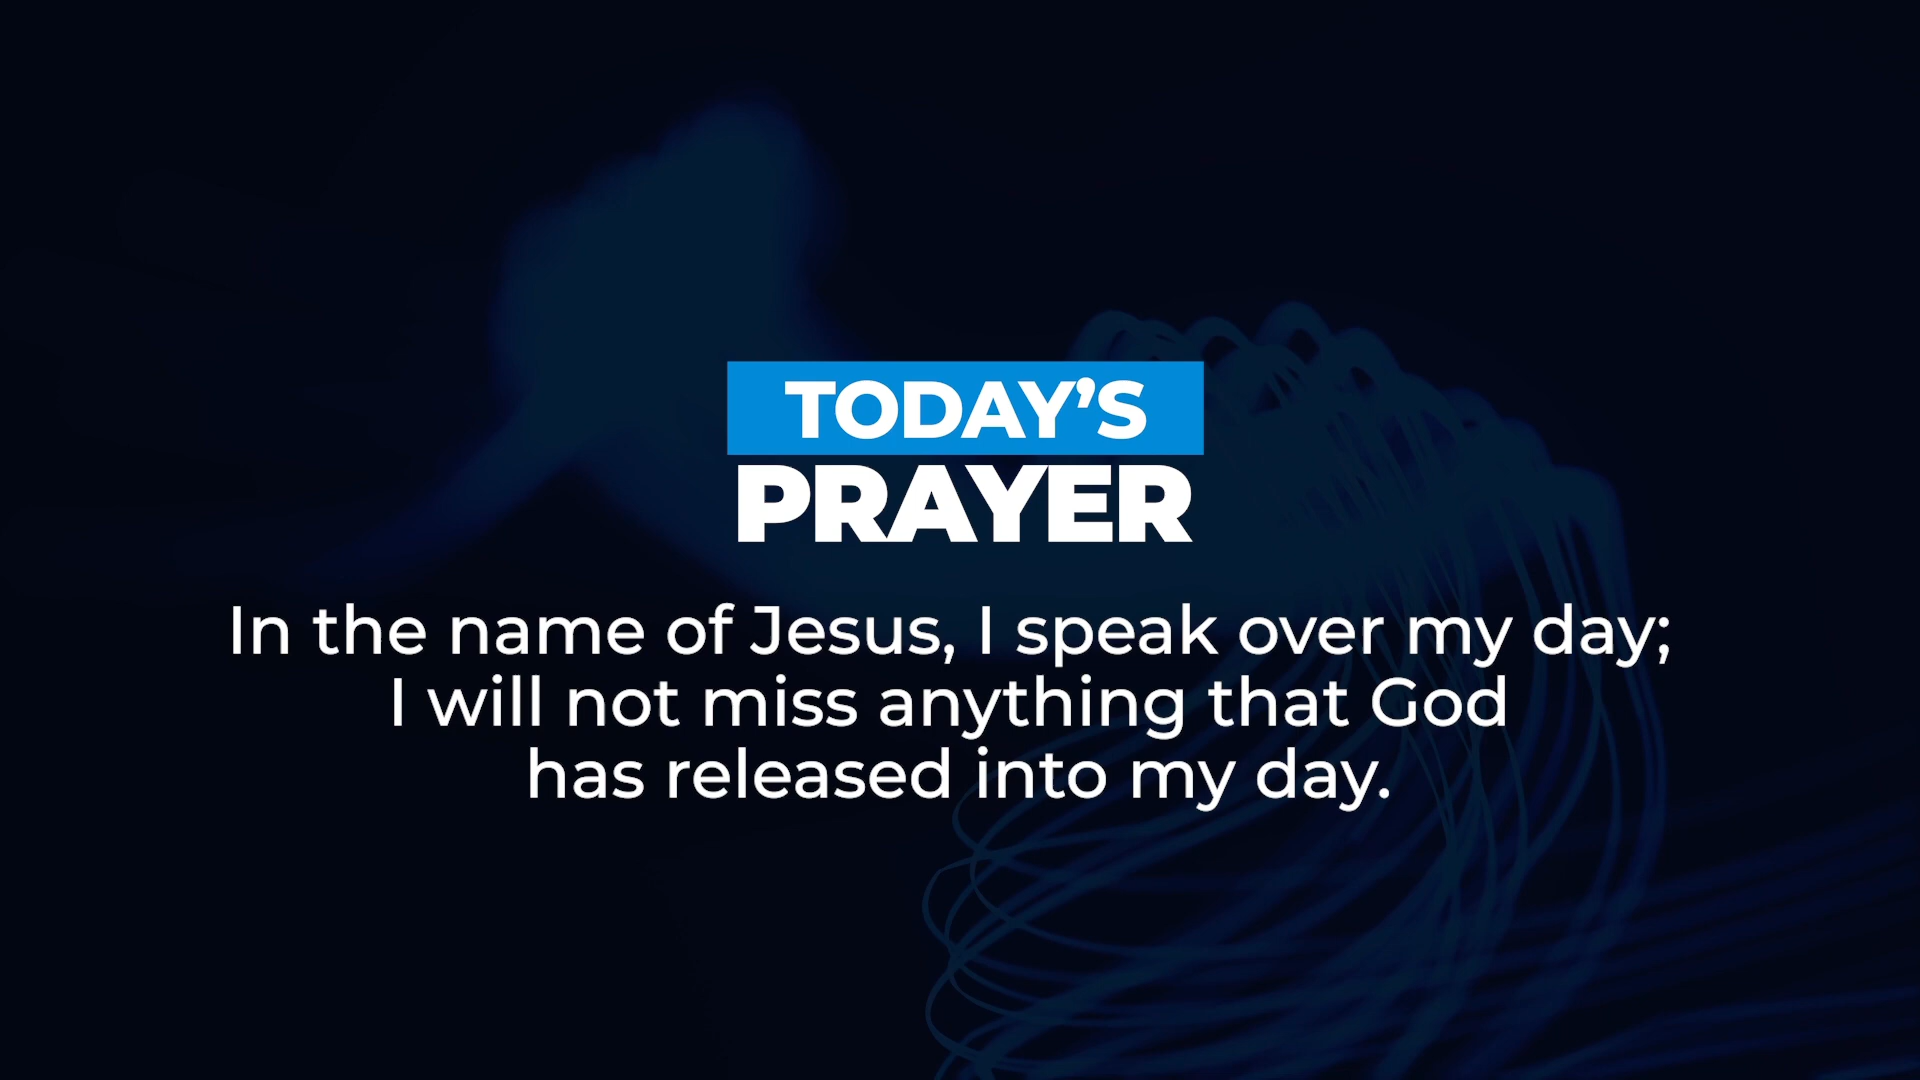 TODAY’S
PRAYER
In the name of Jesus, I speak over my day;
I will not miss anything that God
has released into my day.